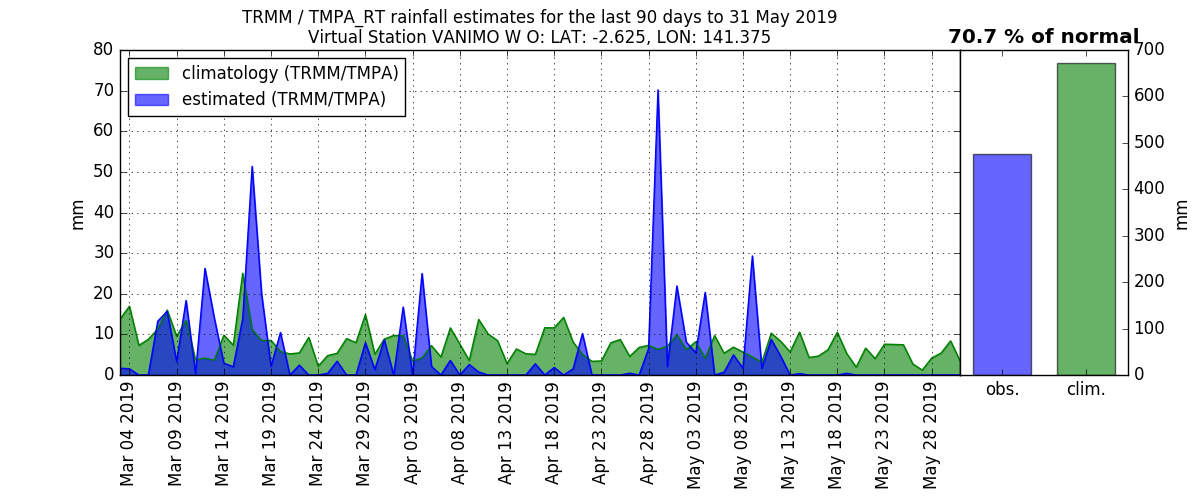 TRMM / TMPA_RT rainfall estimates for the last 90 days to 31 May 2019
Virtual Station VANIMO W O: LAT: -2.625, LON: 141.375
70.7 % of normal
climatology (TRMM/TMPA)
estimated (TRMM/TMPA)
80
70
60
50
40
30
20
10
0
mm
Mar 04 2019
Mar 09 2019
Mar 14 2019
Mar 19 2019
Mar 24 2019
Mar 29 2019
Apr 03 2019
Apr 08 2019
Apr 13 2019
Apr 18 2019
Apr 23 2019
Apr 28 2019
May 03 2019
May 08 2019
May 13 2019
May 18 2019
May 23 2019
May 28 2019
obs.
clim.
700
600
500
400
300
200
100
0
mm